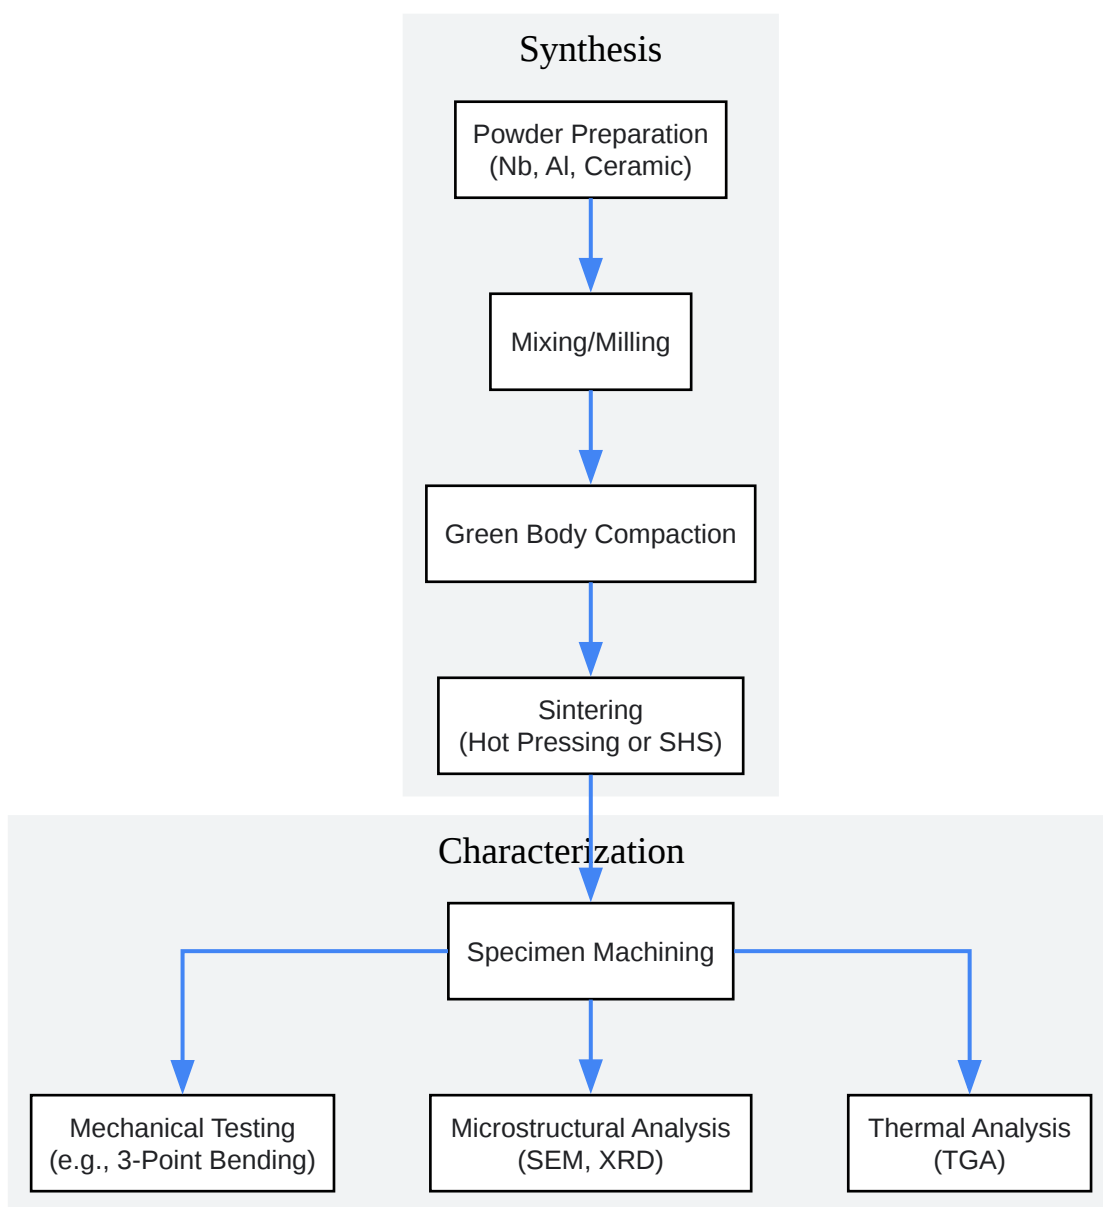 Synthesis
Powder Preparation
(Nb, Al, Ceramic)
Mixing/Milling
Green Body Compaction
Sintering
(Hot Pressing or SHS)
Characterization
Specimen Machining
Mechanical Testing
(e.g., 3-Point Bending)
Microstructural Analysis
(SEM, XRD)
Thermal Analysis
(TGA)